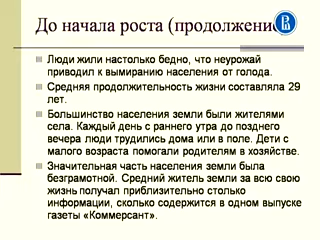 До начала роста (продолжение
Люди жили настолько бедно, что неурожай
приводил к вымиранию населения от голода.
Средняя продолжительность жизни составляла 29
лет.
Большинство населения земли были жителями
села. Каждый день с раннего утра до позднего
вечера люди трудились дома или в поле. Дети с
малого возраста помогали родителям в хозяйстве.
Значительная часть населения земли была
безграмотной. Средний житель земли за всю свою
жизнь получал приблизительно столько
информации, сколько содержится в одном выпуске
газеты «Коммерсант».